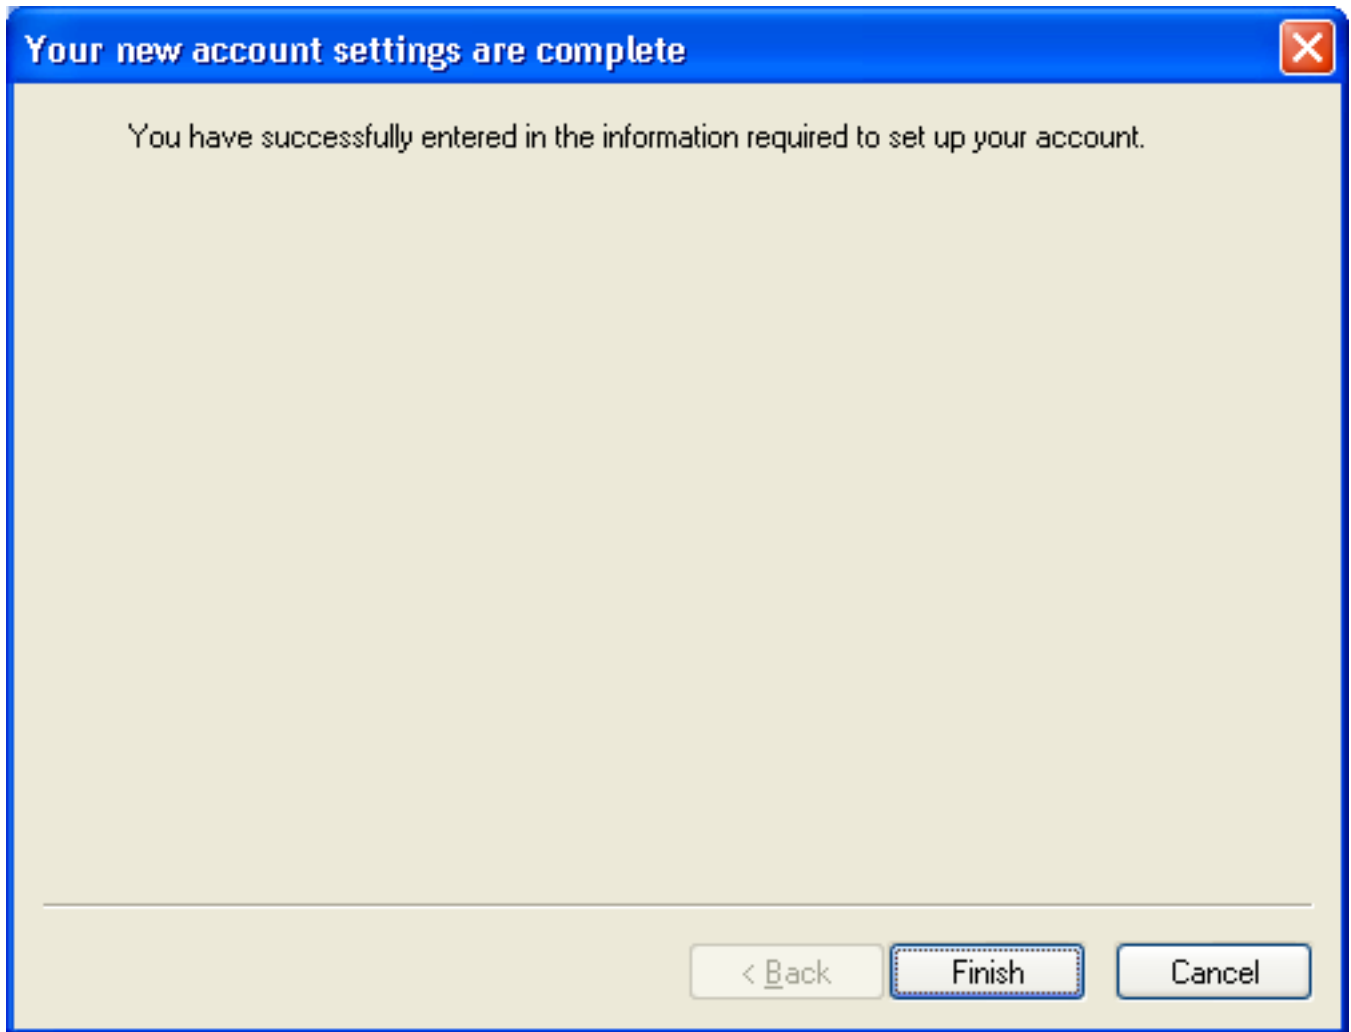 Your new account settings are complete
You have successfully entered in the information required to set up your account.
< Back Finish Cancel